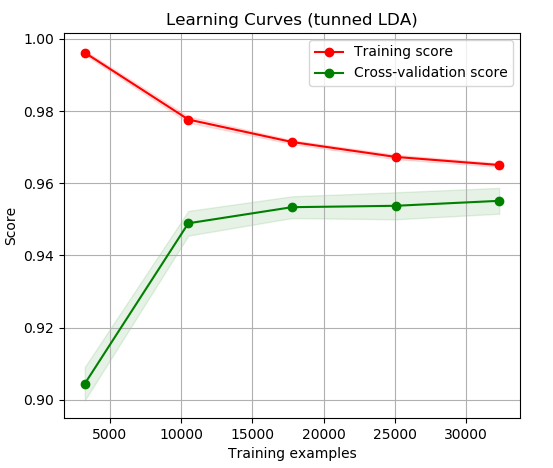 Learning Curves (tunned LDA)
Training score
Cross-validation score
1.00
0.98
0.96
0.94
0.92
0.90
Score
5000 10000 15000 20000 25000 30000
Training examples